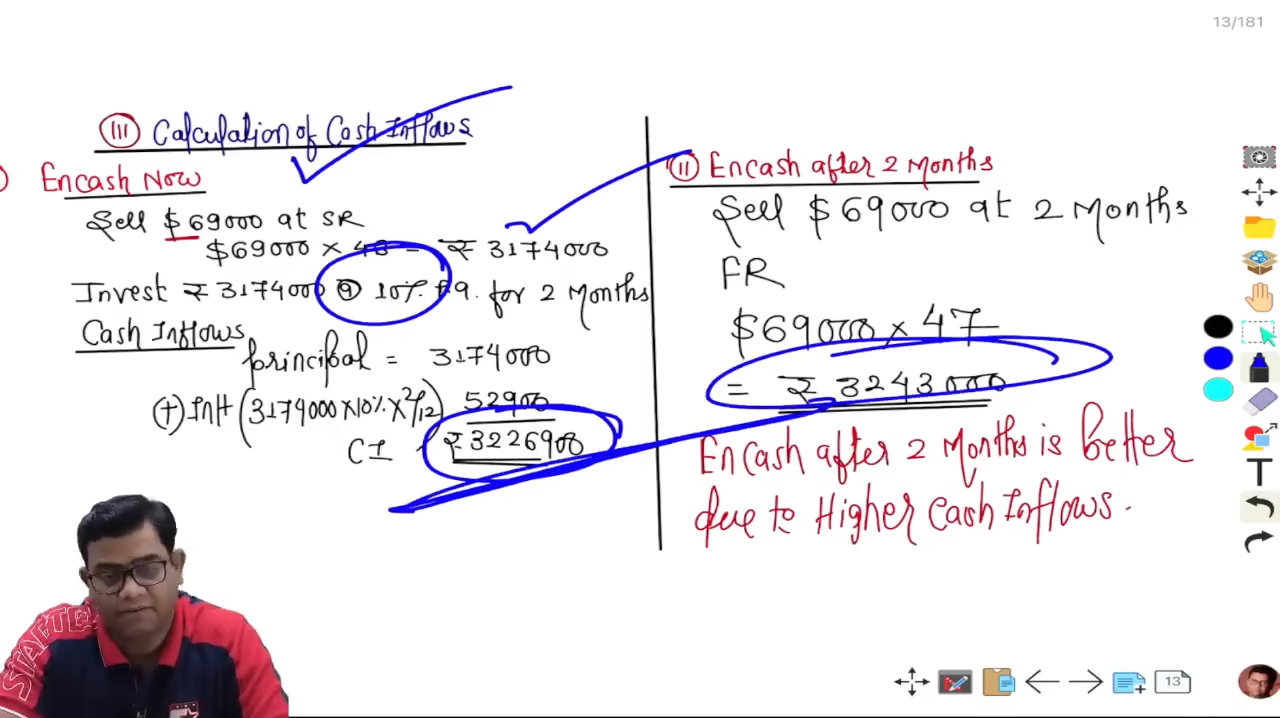 13/181
III Calculation of Cash Inflows
Encash Now
Sell $69000 at SR
$69000 × 46 = ₹ 3174000
Invest ₹ 3174000 @ 10% P.a. for 2 Months
Cash Inflows
Principal = 3174000
(+) Int (3174000×10%×2/12) 52900
CI ₹3226900
II Encash after 2 Months
Sell $69000 at 2 Months
FR
$69000 × 47
= ₹ 3243000
Encash after 2 Months is better
due to Higher Cash Inflows.
STARTE
13